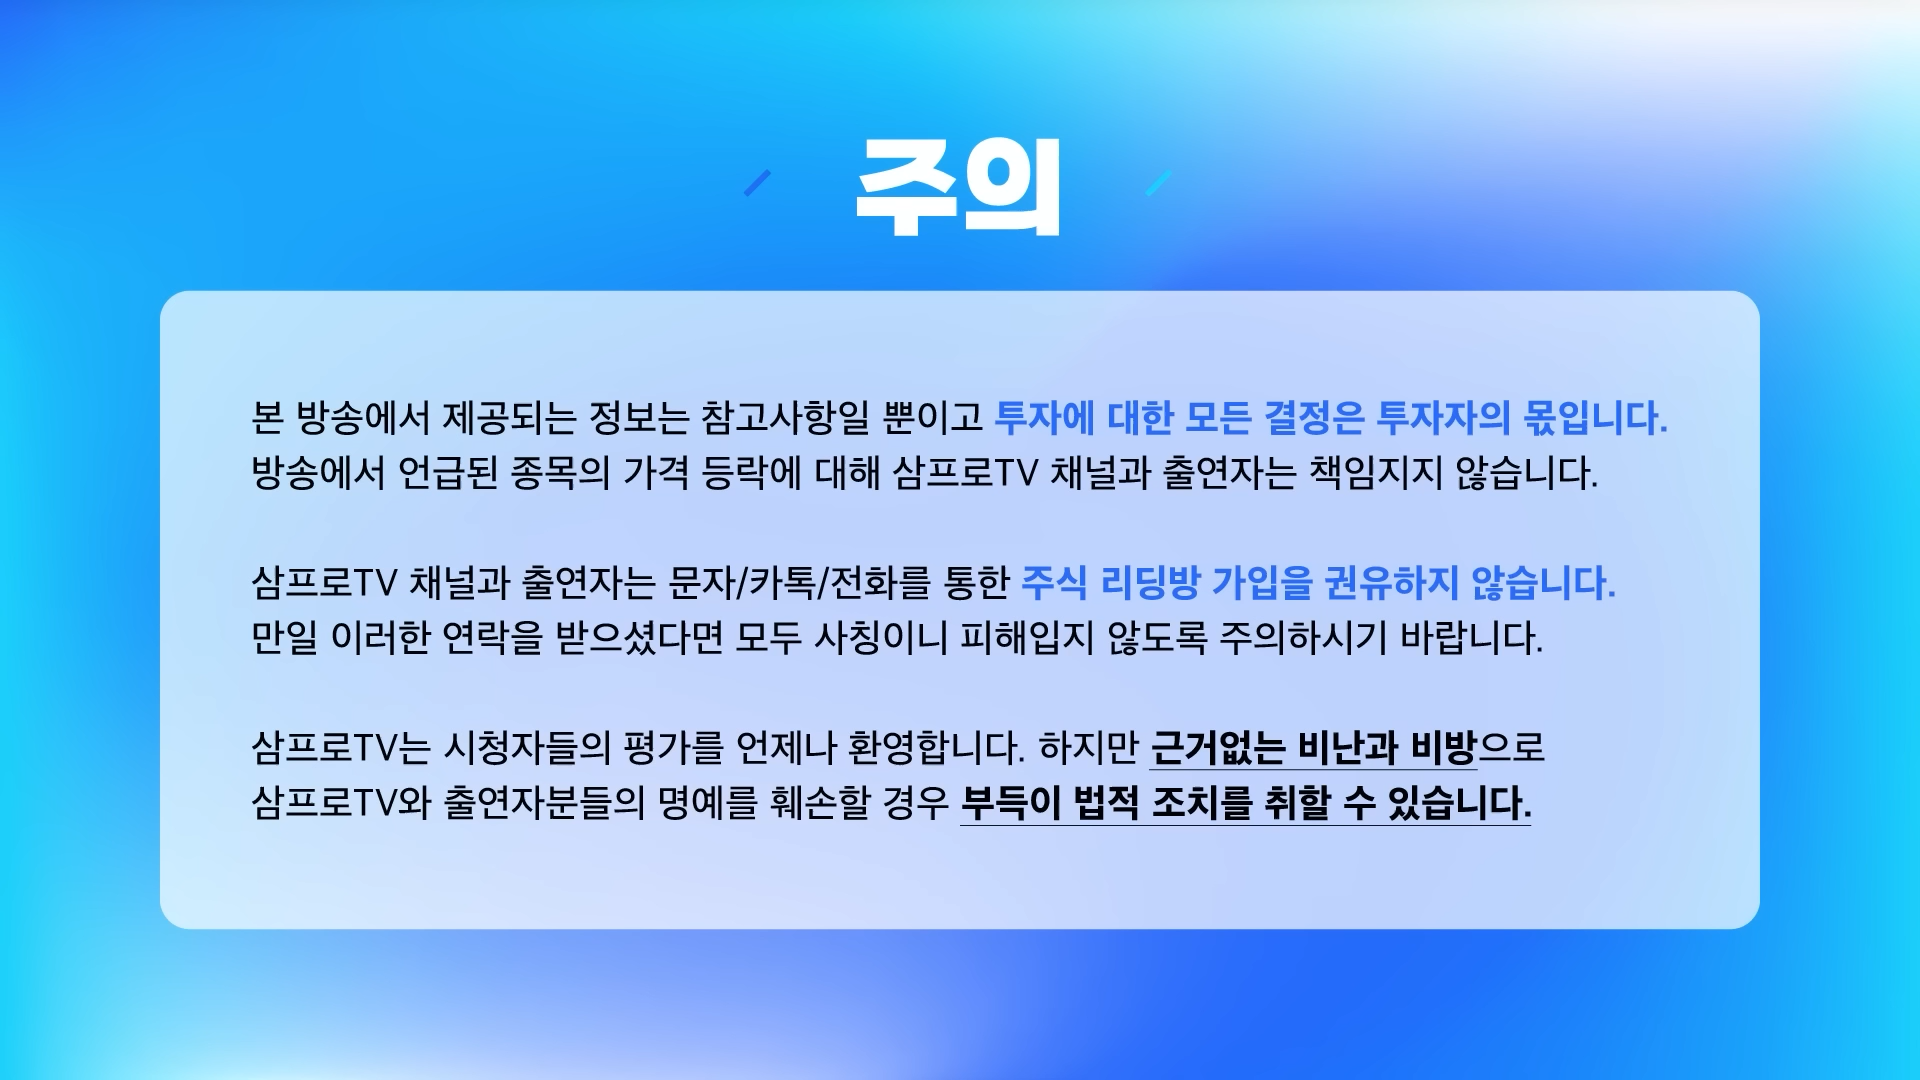 주의
본 방송에서 제공되는 정보는 참고사항일 뿐이고 투자에 대한 모든 결정은 투자자의 몫입니다.
방송에서 언급된 종목의 가격 등락에 대해 삼프로TV 채널과 출연자는 책임지지 않습니다.
삼프로TV 채널과 출연자는 문자/카톡/전화를 통한 주식 리딩방 가입을 권유하지 않습니다.
만일 이러한 연락을 받으셨다면 모두 사칭이니 피해입지 않도록 주의하시기 바랍니다.
삼프로TV는 시청자들의 평가를 언제나 환영합니다. 하지만 근거없는 비난과 비방으로
삼프로TV와 출연자분들의 명예를 훼손할 경우 부득이 법적 조치를 취할 수 있습니다.